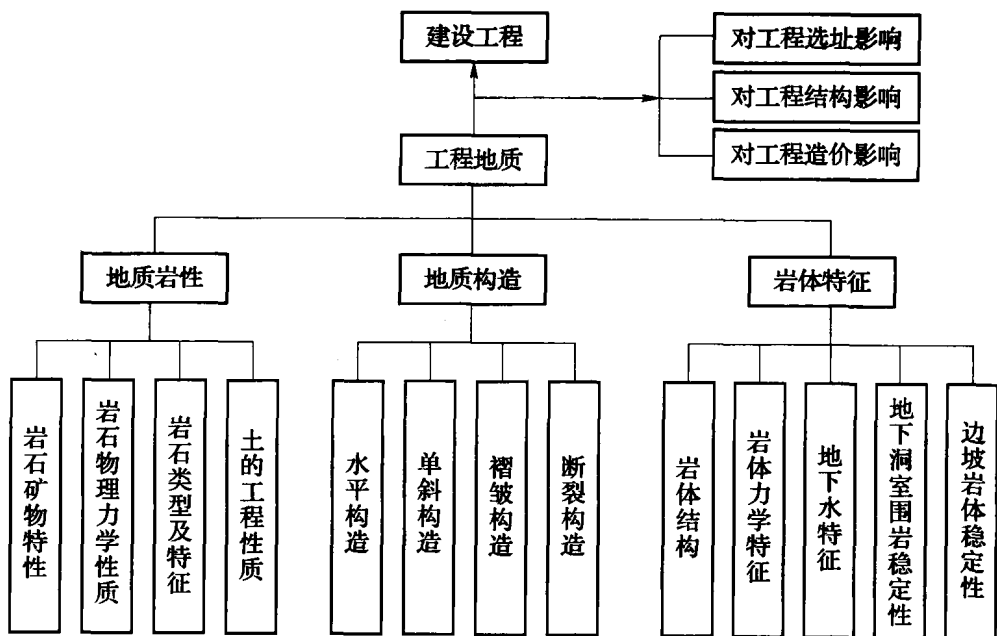 建设工程
对工程选址影响
对工程结构影响
对工程造价影响
工程地质
地质岩性
地质构造
岩体特征
岩石矿物特性
岩石物理力学性质
岩石类型及特征
土的工程性质
水平构造
单斜构造
褶皱构造
断裂构造
岩体结构
岩体力学特征
地下水特征
地下洞室围岩稳定性
边坡岩体稳定性